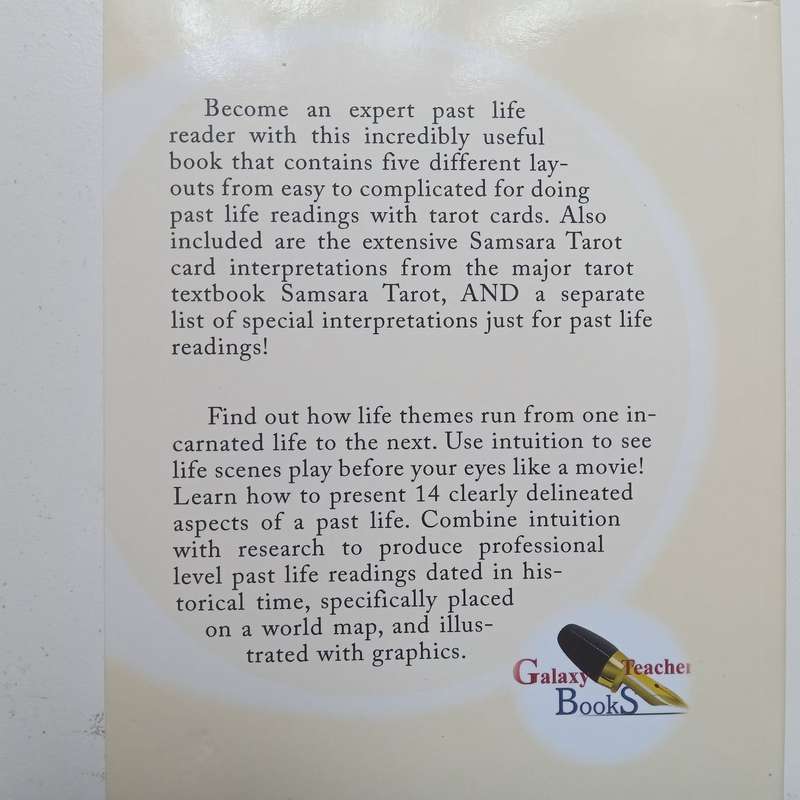 Become an expert past life
reader with this incredibly useful
book that contains five different lay-
outs from easy to complicated for doing
past life readings with tarot cards. Also
included are the extensive Samsara Tarot
card interpretations from the major tarot
textbook Samsara Tarot, AND a separate
list of special interpretations just for past life
readings!
Find out how life themes run from one in-
carnated life to the next. Use intuition to see
life scenes play before your eyes like a movie!
Learn how to present 14 clearly delineated
aspects of a past life. Combine intuition
with research to produce professional
level past life readings dated in his-
torical time, specifically placed
on a world map, and illus-
trated with graphics.
Galaxy Teacher
BookS